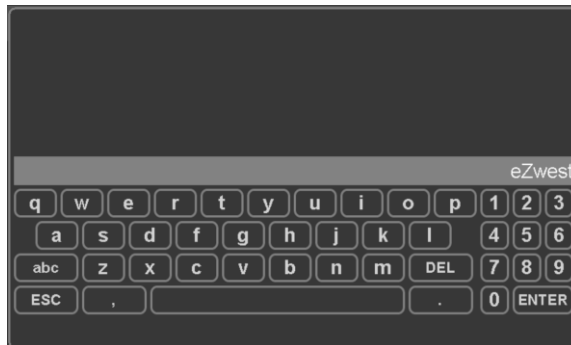 eZwest
q w e r t y u i o p 1 2 3
a s d f g h j k l 4 5 6
abc z x c v b n m DEL 7 8 9
ESC , . 0 ENTER